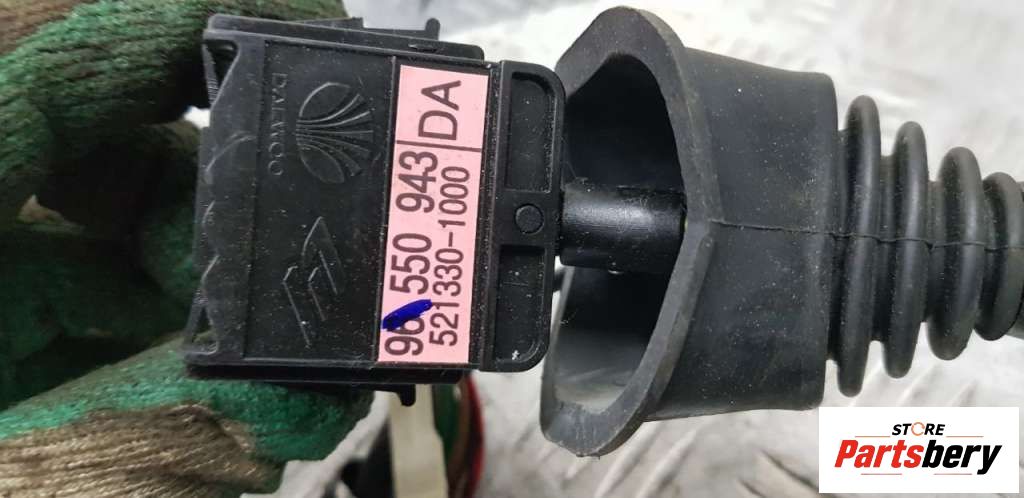 DAEWOO
96 550 943
521330-1000
DA
STORE
Partsbery